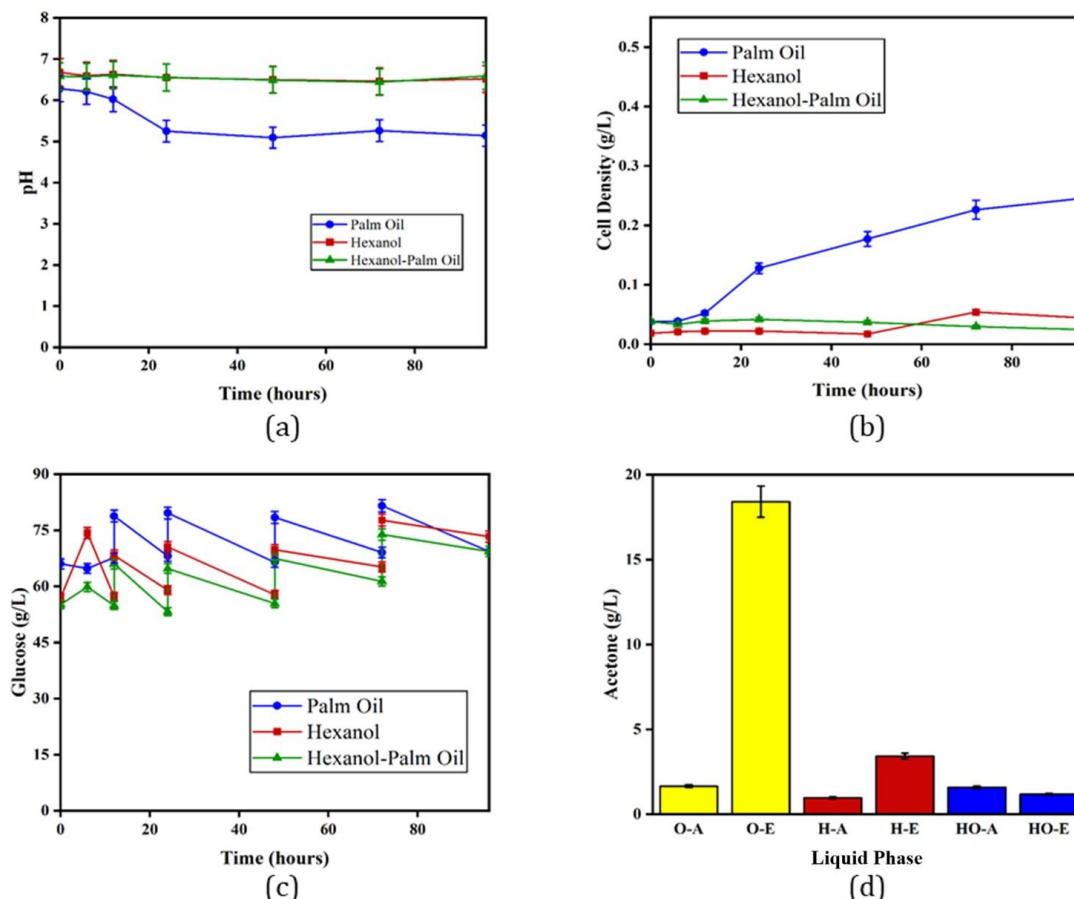 8
7
6
5
4
3
2
1
0
pH
Palm Oil
Hexanol
Hexanol-Palm Oil
0 20 40 60 80
Time (hours)
(a)
0.5
0.4
0.3
0.2
0.1
0.0
Cell Density (g/L)
Palm Oil
Hexanol
Hexanol-Palm Oil
0 20 40 60 80
Time (hours)
(b)
90
75
60
45
30
15
0
Glucose (g/L)
Palm Oil
Hexanol
Hexanol-Palm Oil
0 20 40 60 80
Time (hours)
(c)
20
15
10
5
0
Acetone (g/L)
O-A O-E H-A H-E HO-A HO-E
Liquid Phase
(d)